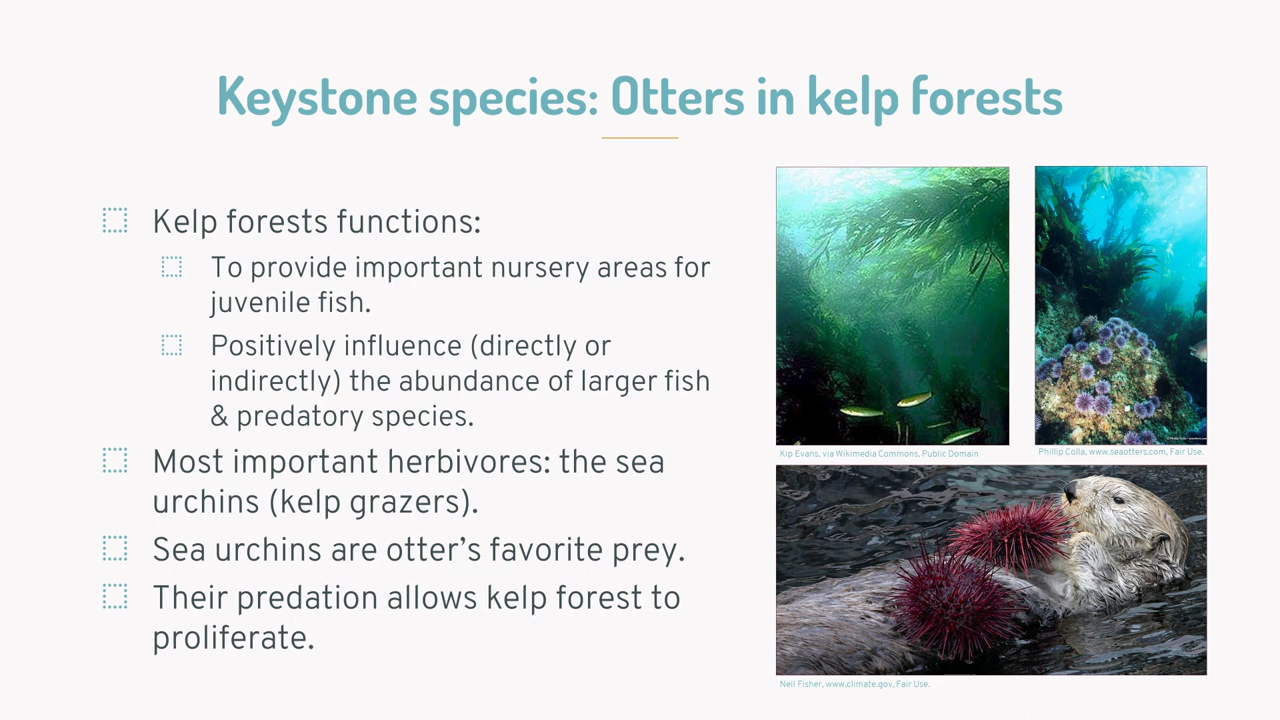 Keystone species: Otters in kelp forests
Kelp forests functions:
To provide important nursery areas for
juvenile fish.
Positively influence (directly or
indirectly) the abundance of larger fish
& predatory species.
Most important herbivores: the sea
urchins (kelp grazers).
Sea urchins are otter’s favorite prey.
Their predation allows kelp forest to
proliferate.
Kip Evans, via Wikimedia Commons, Public Domain
Phillip Colla, www.seaotters.com, Fair Use.
Neil Fisher, www.climate.gov, Fair Use.